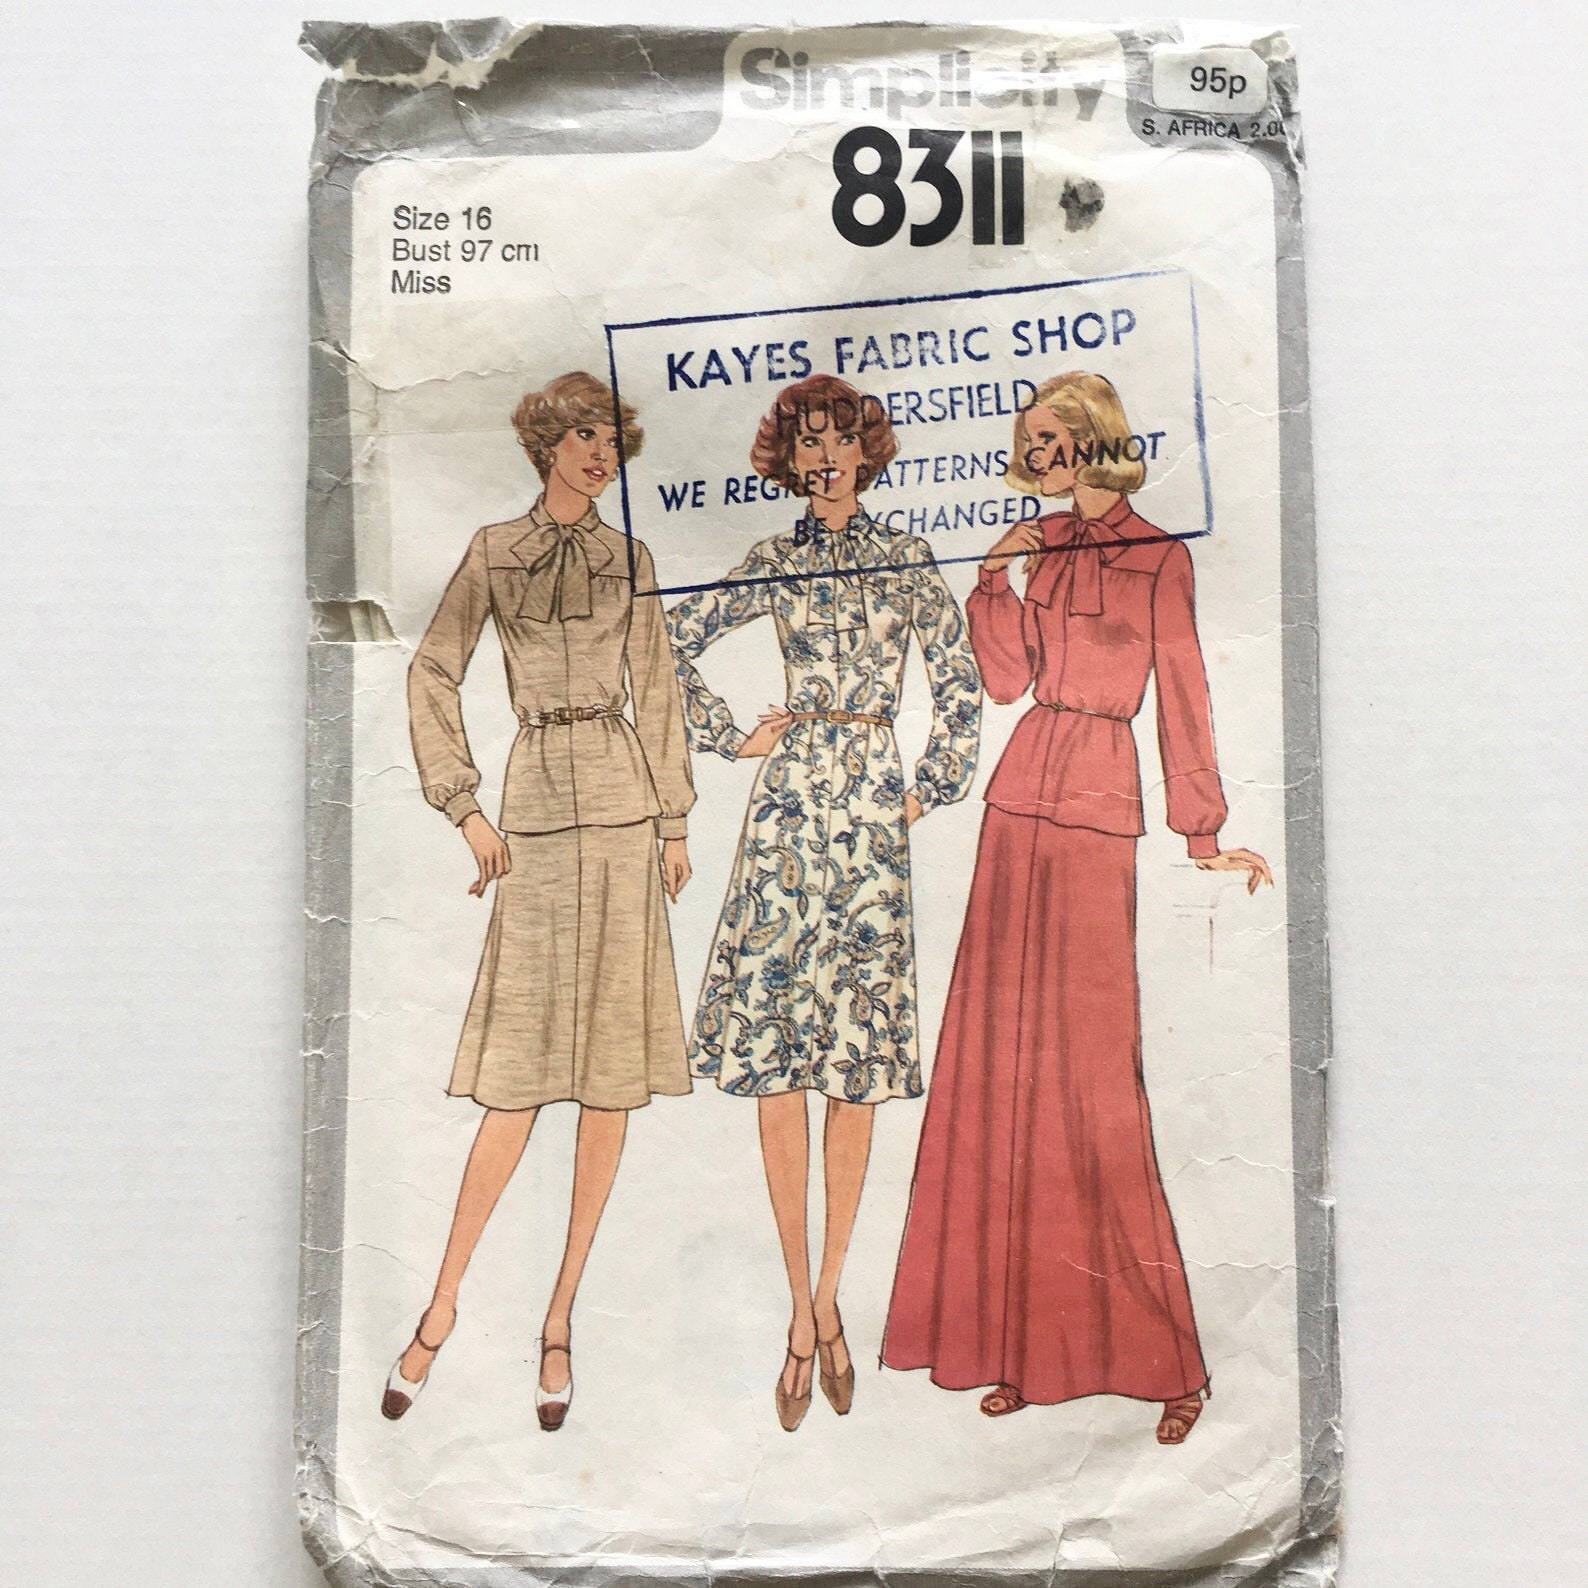 Simplicity
95p
S. AFRICA 2.00
8311
Size 16
Bust 97 cm
Miss
KAYES FABRIC SHOP
HUDDERSFIELD
WE REGRET PATTERNS CANNOT
BE EXCHANGED